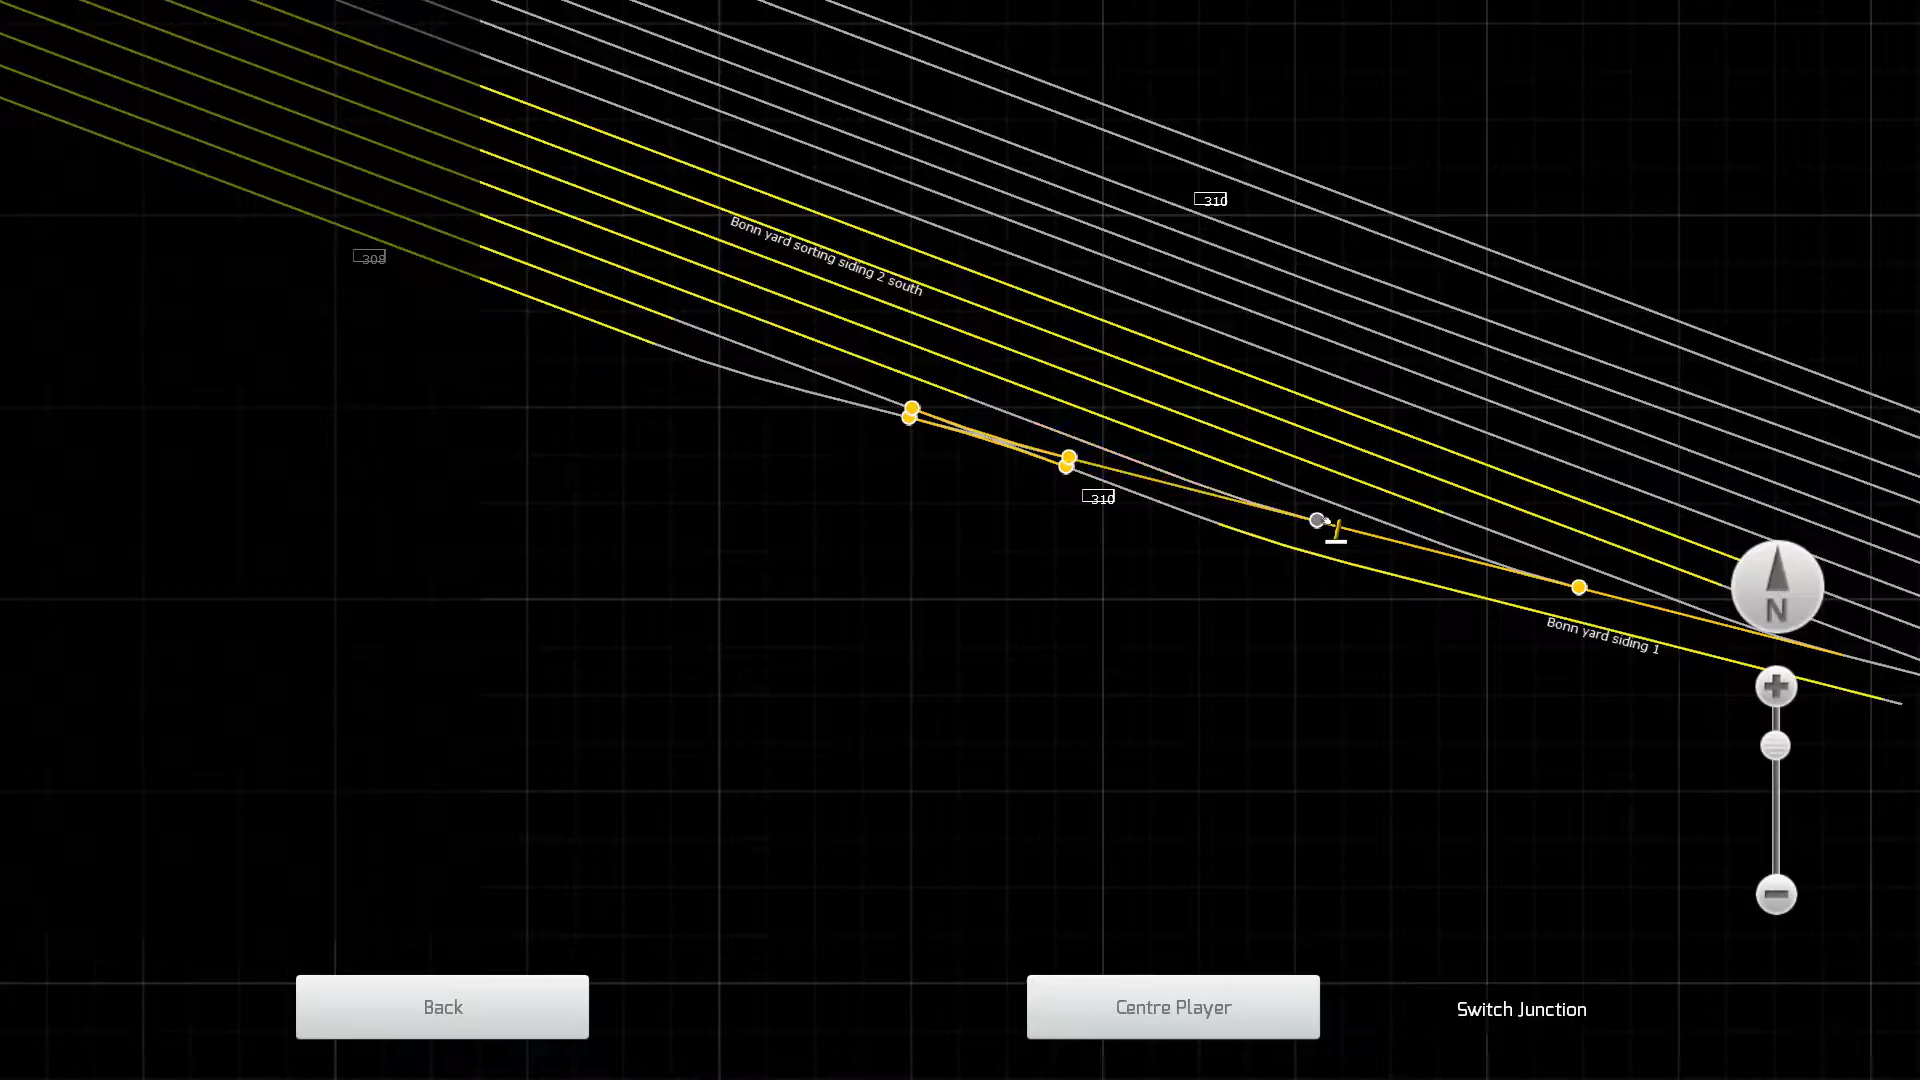 310
Bonn yard sorting siding 2 south
308
310
Bonn yard siding 1
N
Back
Centre Player
Switch Junction